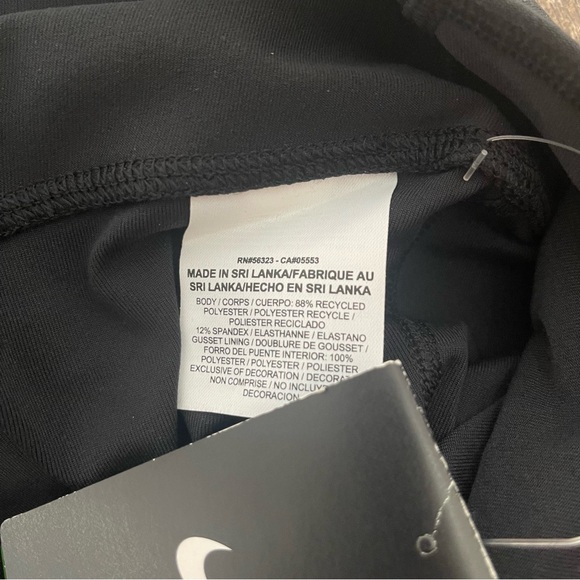 RN#56323 - CA#05553
MADE IN SRI LANKA/FABRIQUE AU
SRI LANKA/HECHO EN SRI LANKA
BODY / CORPS / CUERPO: 88% RECYCLED
POLYESTER / POLYESTER RECYCLE /
POLIESTER RECICLADO
12% SPANDEX / ELASTHANNE / ELASTANO
GUSSET LINING / DOUBLURE DE GOUSSET /
FORRO DEL PUENTE INTERIOR: 100%
POLYESTER / POLYESTER / POLIESTER
EXCLUSIVE OF DECORATION / DECORAT
NON COMPRISE / NO INCLUY
DECORACION